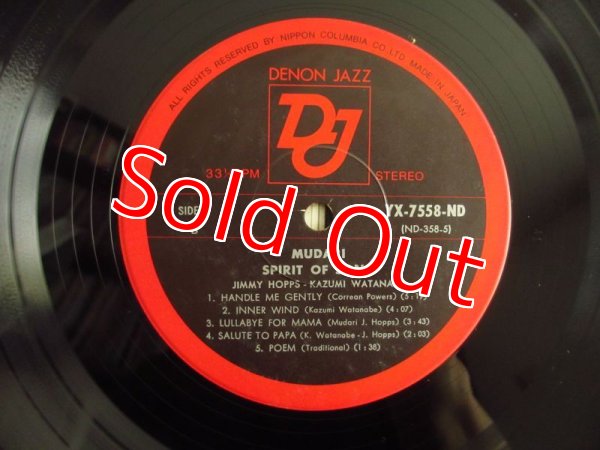 ALL RIGHTS RESERVED BY NIPPON COLUMBIA CO., LTD. MADE IN JAPAN
DENON JAZZ
DJ
33⅓ RPM STEREO
SIDE YX-7558-ND
(ND-358-5)
Sold Out
SPIRIT OF
JIMMY HOPPS - KAZUMI
1. HANDLE ME GENTLY (Correan Powers)
2. INNER WIND (Kazumi Watanabe) (4:07)
3. LULLABYE FOR MAMA (Mudari J. Hopps) (3:43)
4. SALUTE TO PAPA (K. Watanabe - J. Hopps) (2:03)
5. POEM (Traditional) (1:38)